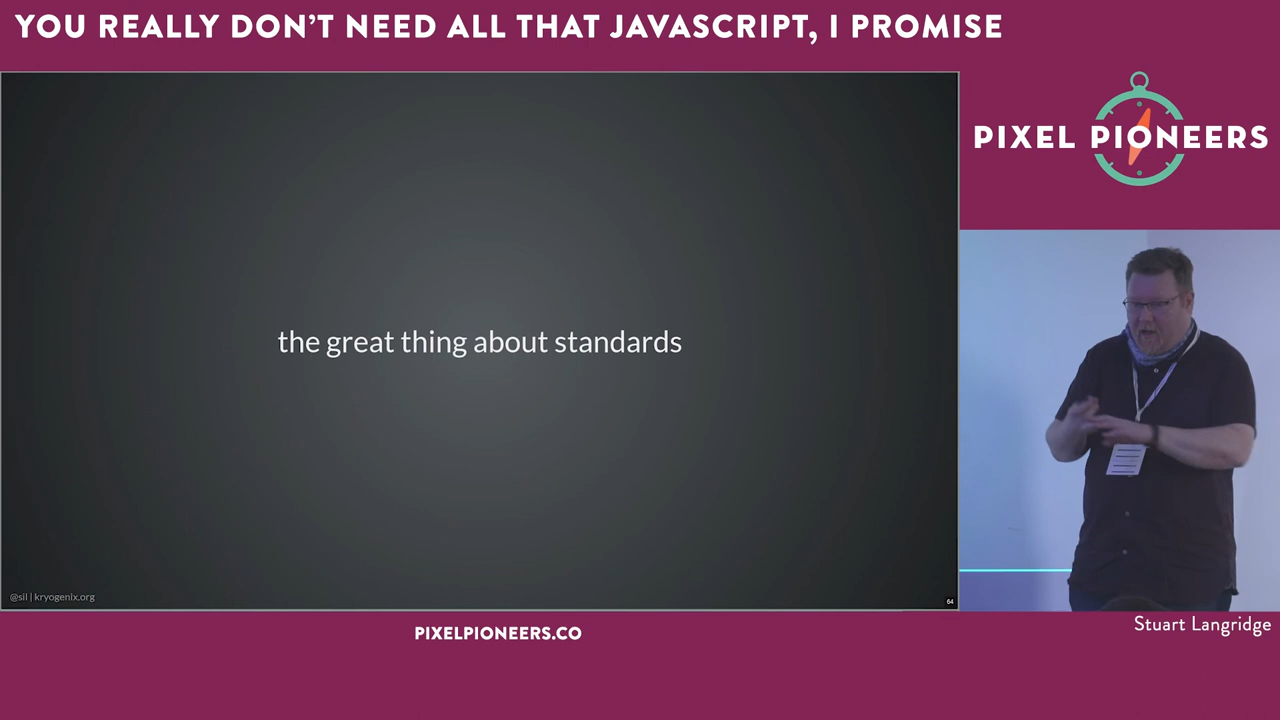 YOU REALLY DON'T NEED ALL THAT JAVASCRIPT, I PROMISE
PIXEL PIONEERS
the great thing about standards
@sil | kryogenix.org
64
Stuart Langridge
PIXELPIONEERS.CO